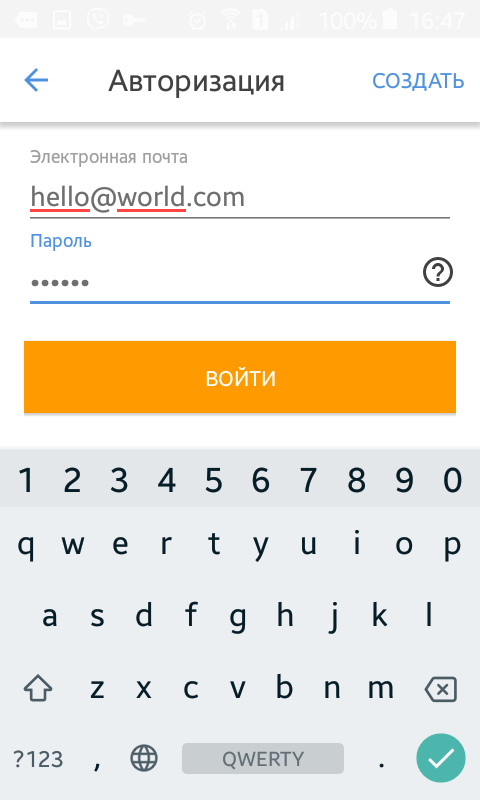 100% 16:47
Авторизация СОЗДАТЬ
Электронная почта
hello@world.com
Пароль
••••••
ВОЙТИ
1 2 3 4 5 6 7 8 9 0
q w e r t y u i o p
a s d f g h j k l
z x c v b n m
?123 , QWERTY .